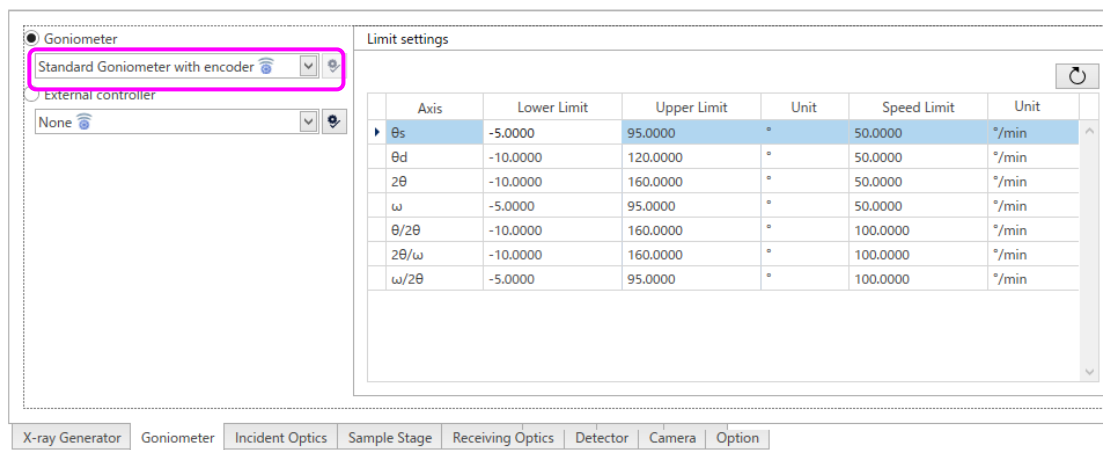 Goniometer
Standard Goniometer with encoder
External controller
None
Limit settings
Axis Lower Limit Upper Limit Unit Speed Limit Unit
θs -5.0000 95.0000 ° 50.0000 °/min
θd -10.0000 120.0000 ° 50.0000 °/min
2θ -10.0000 160.0000 ° 50.0000 °/min
ω -5.0000 95.0000 ° 50.0000 °/min
θ/2θ -10.0000 160.0000 ° 100.0000 °/min
2θ/ω -10.0000 160.0000 ° 100.0000 °/min
ω/2θ -5.0000 95.0000 ° 100.0000 °/min
X-ray Generator Goniometer Incident Optics Sample Stage Receiving Optics Detector Camera Option